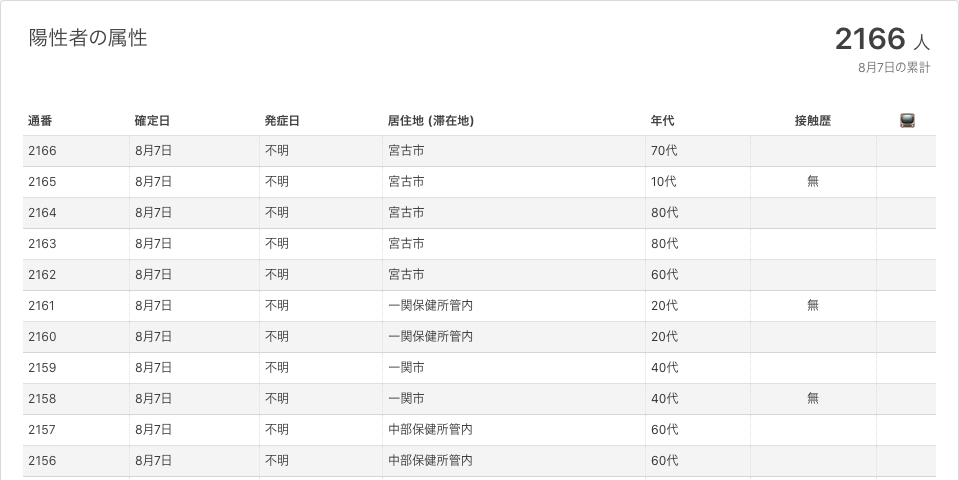 陽性者の属性
2166 人
8月7日の累計
通番 確定日 発症日 居住地 (滞在地) 年代 接触歴
2166 8月7日 不明 宮古市 70代
2165 8月7日 不明 宮古市 10代 無
2164 8月7日 不明 宮古市 80代
2163 8月7日 不明 宮古市 80代
2162 8月7日 不明 宮古市 60代
2161 8月7日 不明 一関保健所管内 20代 無
2160 8月7日 不明 一関保健所管内 20代
2159 8月7日 不明 一関市 40代
2158 8月7日 不明 一関市 40代 無
2157 8月7日 不明 中部保健所管内 60代
2156 8月7日 不明 中部保健所管内 60代